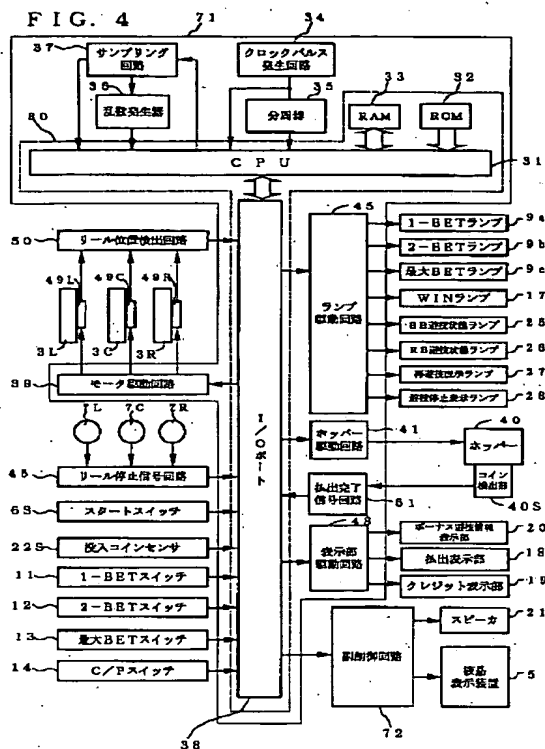 FIG. 4
71
37
サンプリング
回路
34
クロックパルス
発生回路
36
乱数発生器
35
分周器
33
RAM
32
ROM
30
CPU
31
50
リール位置検出回路
49L
49C
49R
3L
3C
3R
39
モータ駆動回路
7L
7C
7R
リール停止信号回路
6S
スタートスイッチ
22S
投入コインセンサ
11
1-BETスイッチ
12
2-BETスイッチ
13
最大BETスイッチ
14
C/Pスイッチ
I/Oポート
38
45
ランプ
駆動回路
1-BETランプ
9a
2-BETランプ
9b
最大BETランプ
9c
WINランプ
17
BB遊技状態ランプ
25
RB遊技状態ランプ
26
再遊技表示ランプ
27
遊技停止表示ランプ
28
ホッパー
駆動回路
41
40
ホッパー
コイン
検出部
40S
払出完了
信号回路
51
48
表示部
駆動回路
ボーナス遊技情報
表示部
20
払出表示部
18
クレジット表示部
19
副制御回路
72
スピーカ
21
液晶
表示装置
5